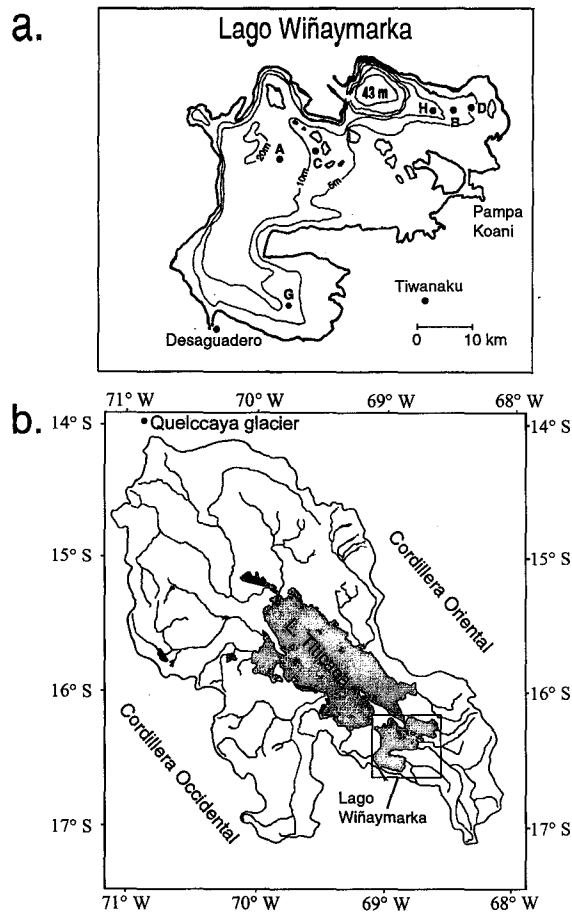 a.
Lago Wiñaymarka
43 m
H
B
D
A
20m
C
10m
5m
Pampa
Koani
G
Tiwanaku
Desaguadero
0 10 km
b.
71° W 70° W 69° W 68° W
14° S
Quelccaya glacier
14° S
15° S
15° S
Cordillera Oriental
L. Titicaca
16° S
16° S
Cordillera Occidental
Lago
Wiñaymarka
17° S
17° S
71° W 70° W 69° W 68° W